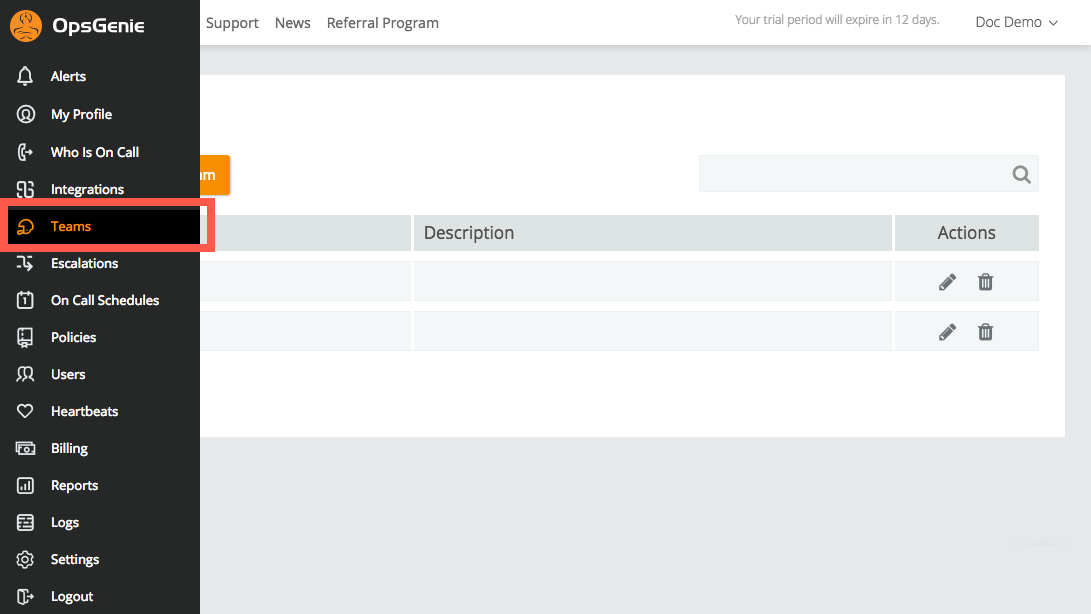 OpsGenie
Support News Referral Program
Your trial period will expire in 12 days.
Doc Demo
Alerts
My Profile
Who Is On Call
Integrations
Teams
Escalations
On Call Schedules
Policies
Users
Heartbeats
Billing
Reports
Logs
Settings
Logout
am
Description Actions